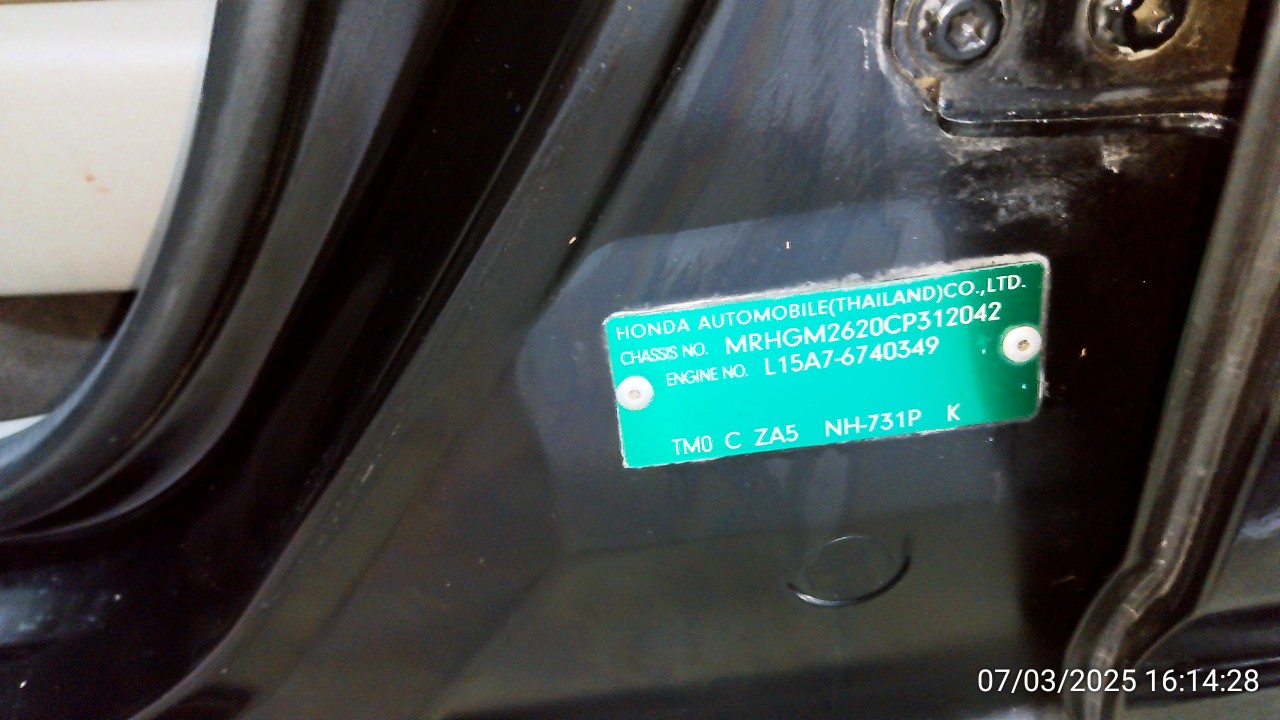 HONDA AUTOMOBILE(THAILAND)CO.,LTD.
CHASSIS NO. MRHGM2620CP312042
ENGINE NO. L15A7-6740349
TM0 C ZA5 NH-731P K
07/03/2025 16:14:28